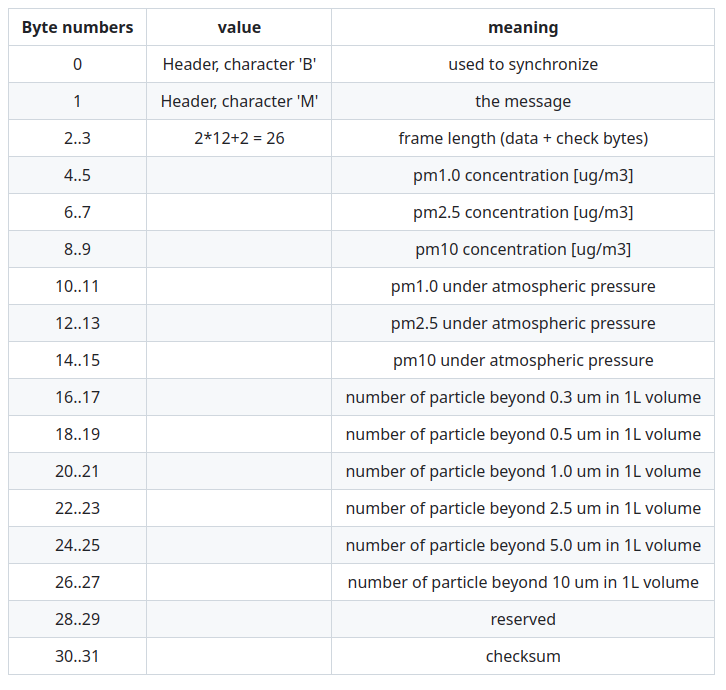 Byte numbers value meaning
0 Header, character 'B' used to synchronize
1 Header, character 'M' the message
2..3 2*12+2 = 26 frame length (data + check bytes)
4..5 pm1.0 concentration [ug/m3]
6..7 pm2.5 concentration [ug/m3]
8..9 pm10 concentration [ug/m3]
10..11 pm1.0 under atmospheric pressure
12..13 pm2.5 under atmospheric pressure
14..15 pm10 under atmospheric pressure
16..17 number of particle beyond 0.3 um in 1L volume
18..19 number of particle beyond 0.5 um in 1L volume
20..21 number of particle beyond 1.0 um in 1L volume
22..23 number of particle beyond 2.5 um in 1L volume
24..25 number of particle beyond 5.0 um in 1L volume
26..27 number of particle beyond 10 um in 1L volume
28..29 reserved
30..31 checksum